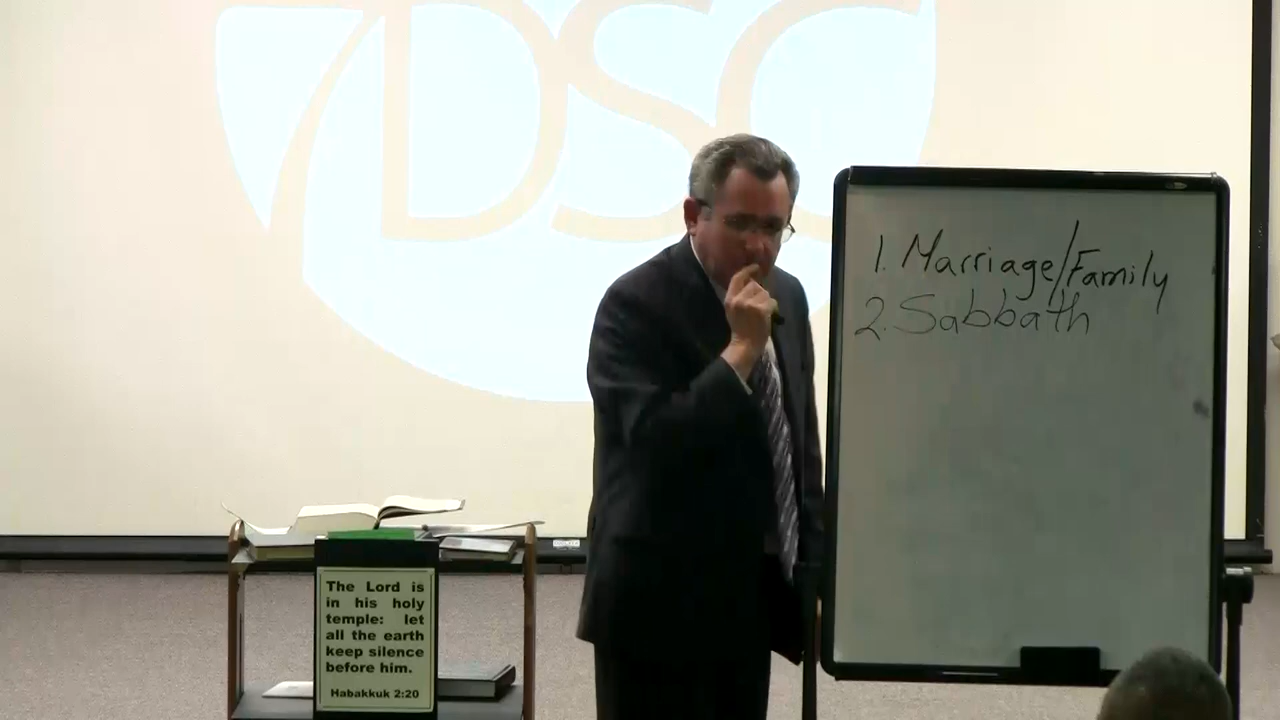 7DSC
1. Marriage/Family
2. Sabbath
The Lord is
in his holy
temple: let
all the earth
keep silence
before him.
Habakkuk 2:20